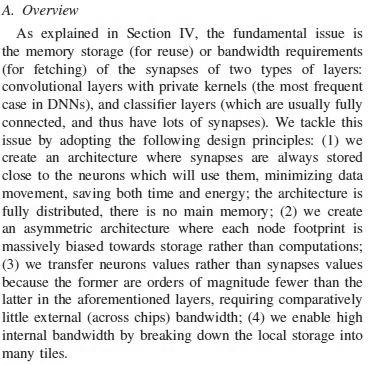 A. Overview
As explained in Section IV, the fundamental issue is
the memory storage (for reuse) or bandwidth requirements
(for fetching) of the synapses of two types of layers:
convolutional layers with private kernels (the most frequent
case in DNNs), and classifier layers (which are usually fully
connected, and thus have lots of synapses). We tackle this
issue by adopting the following design principles: (1) we
create an architecture where synapses are always stored
close to the neurons which will use them, minimizing data
movement, saving both time and energy; the architecture is
fully distributed, there is no main memory; (2) we create
an asymmetric architecture where each node footprint is
massively biased towards storage rather than computations;
(3) we transfer neurons values rather than synapses values
because the former are orders of magnitude fewer than the
latter in the aforementioned layers, requiring comparatively
little external (across chips) bandwidth; (4) we enable high
internal bandwidth by breaking down the local storage into
many tiles.